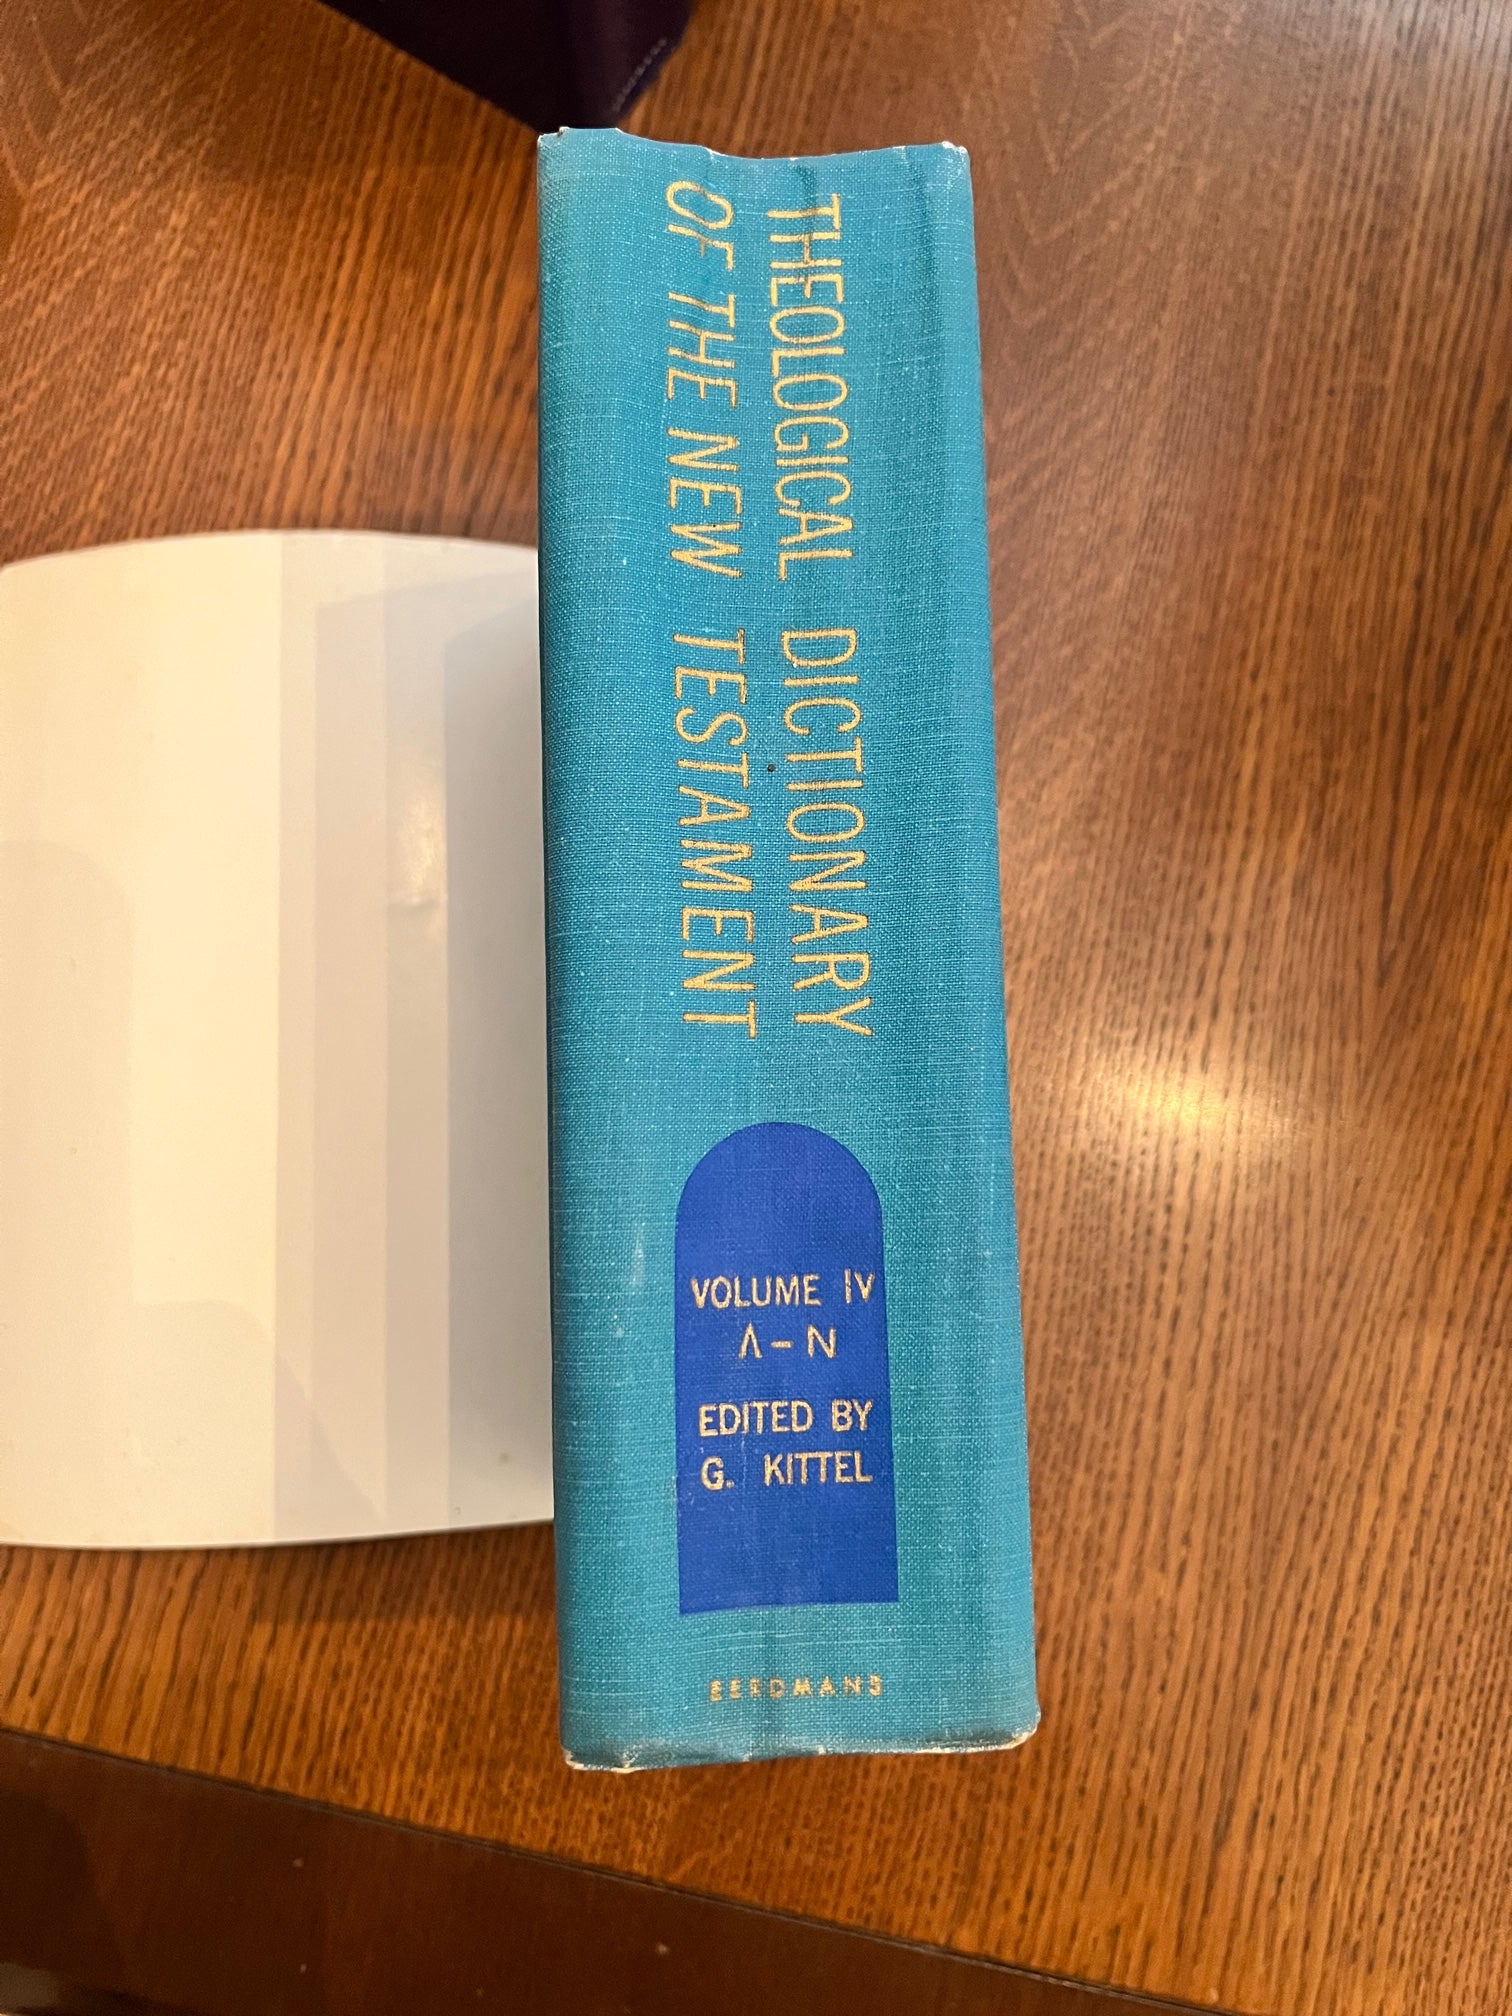 THEOLOGICAL DICTIONARY
OF THE NEW TESTAMENT
VOLUME IV
Λ-Ν
EDITED BY
G. KITTEL
EERDMANS